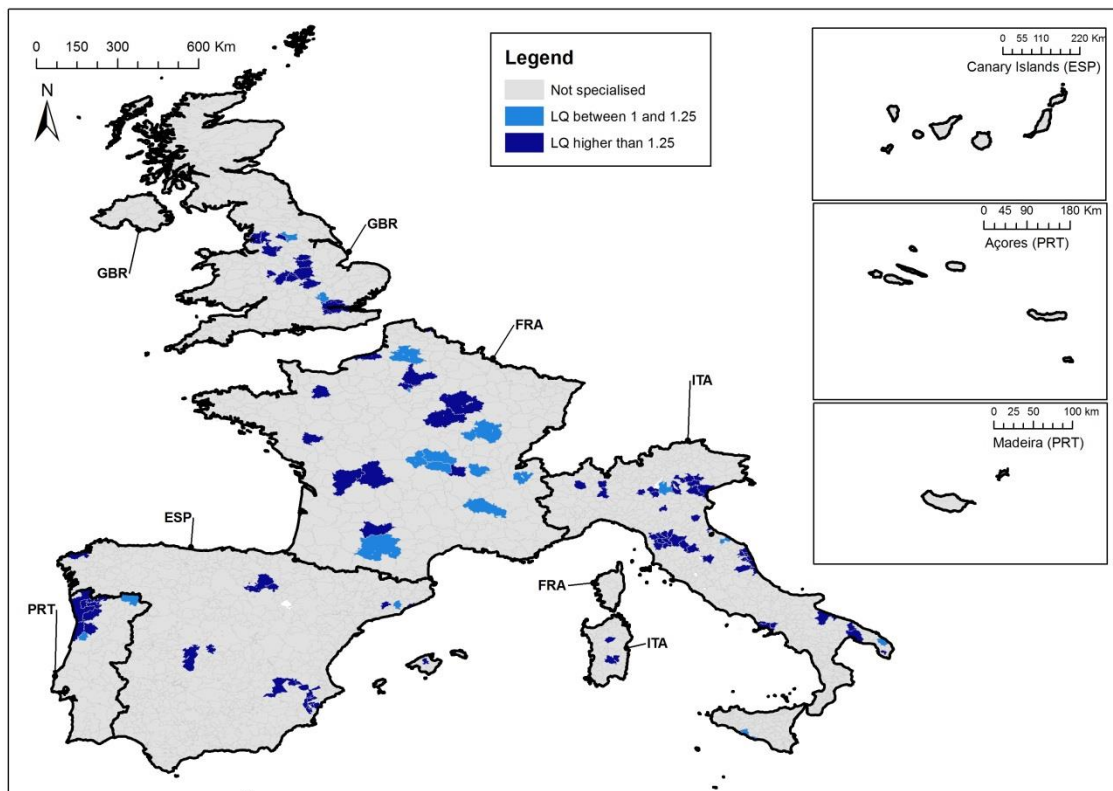 0 150 300 600 Km
N
Legend
Not specialised
LQ between 1 and 1.25
LQ higher than 1.25
GBR
GBR
FRA
ITA
ESP
PRT
FRA
ITA
0 55 110 220 Km
Canary Islands (ESP)
0 45 90 180 Km
Açores (PRT)
0 25 50 100 km
Madeira (PRT)